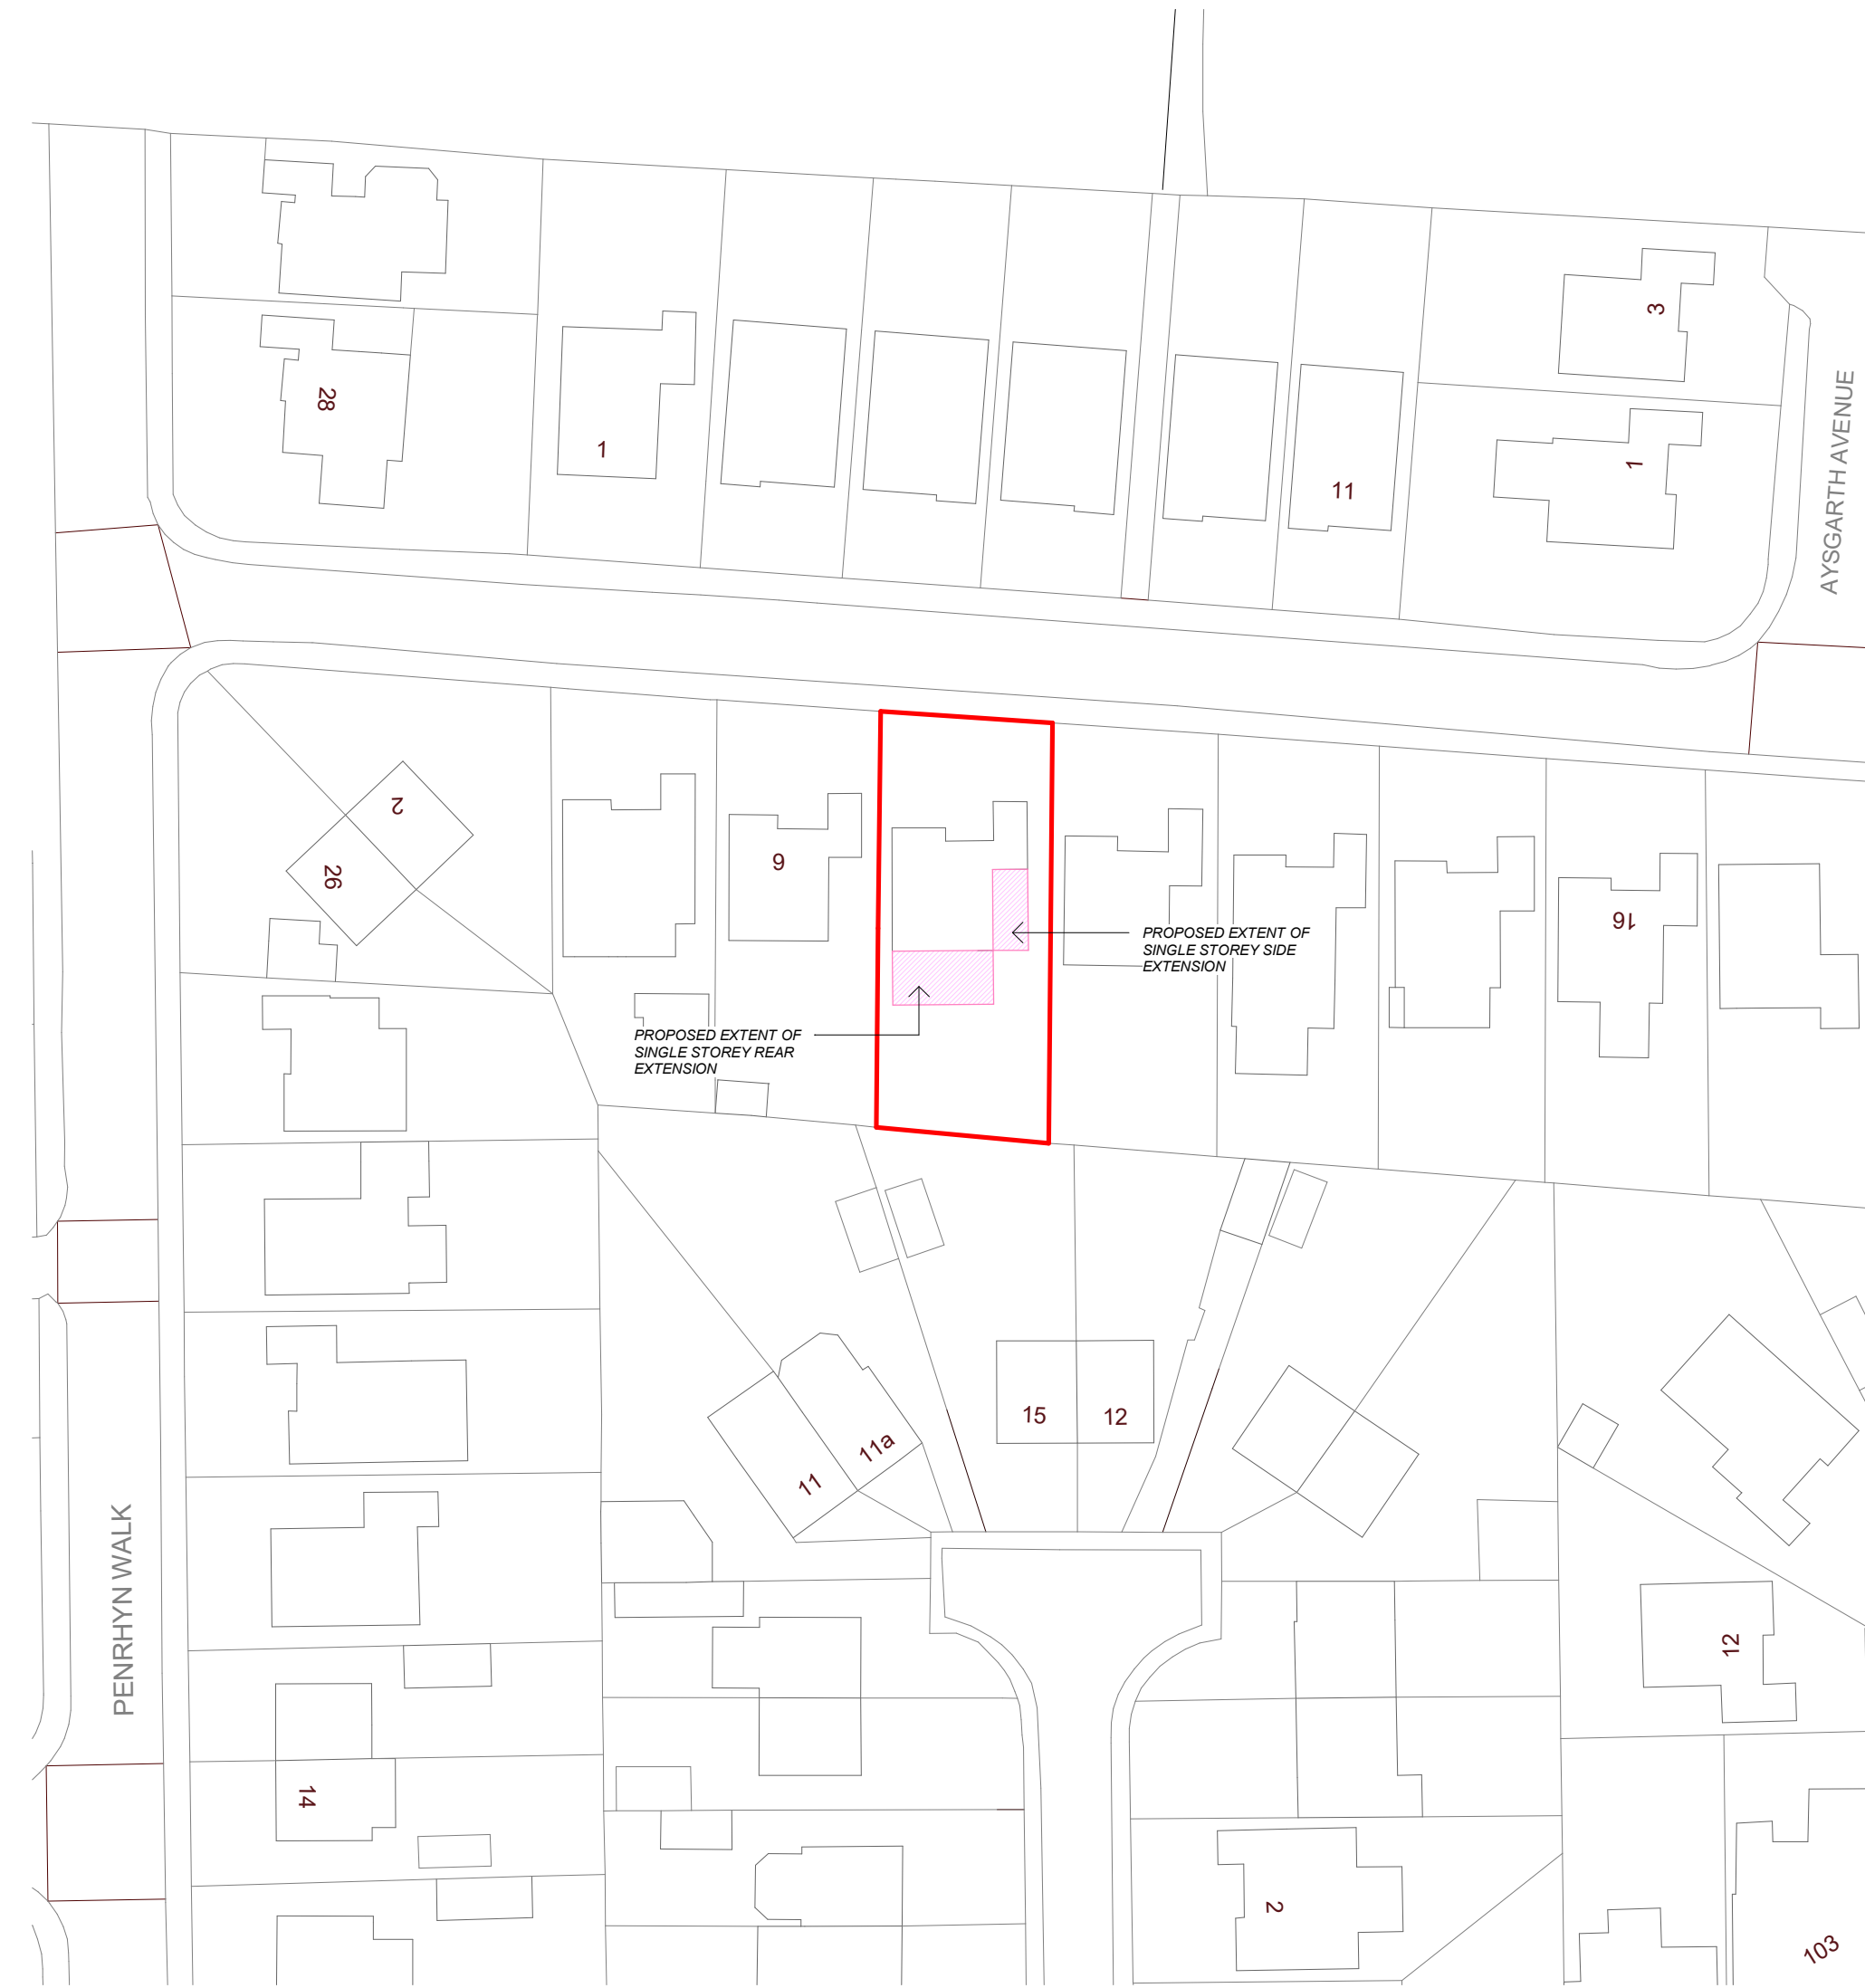 3
28
1
1
11
AYSGARTH AVENUE
2
26
6
16
PROPOSED EXTENT OF
SINGLE STOREY SIDE
EXTENSION
PROPOSED EXTENT OF
SINGLE STOREY REAR
EXTENSION
15
12
11a
11
PENRHYN WALK
12
14
2
103